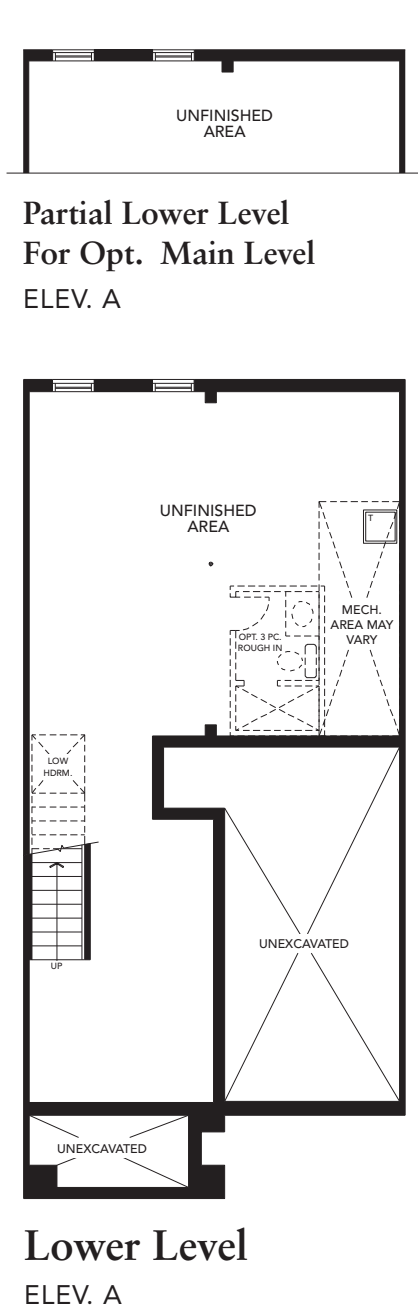 UNFINISHED
AREA
Partial Lower Level
For Opt. Main Level
ELEV. A
UNFINISHED
AREA
T
MECH.
AREA MAY
VARY
OPT. 3 PC.
ROUGH IN
LOW
HDRM.
UP
UNEXCAVATED
UNEXCAVATED
Lower Level
ELEV. A